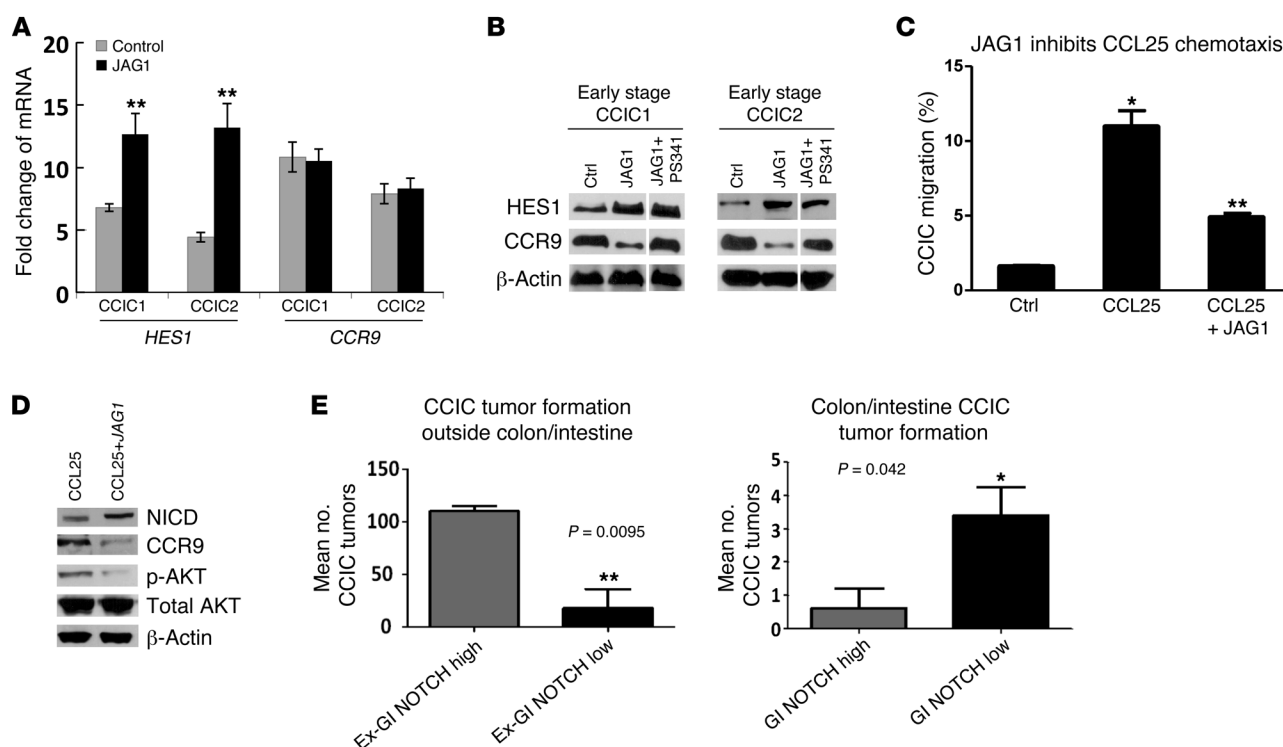 A
20
15
10
5
0
Fold change of mRNA
Control
JAG1
**
**
CCIC1
CCIC2
CCIC1
CCIC2
HES1
CCR9
B
Early stage
CCIC1
Early stage
CCIC2
Ctrl
JAG1
JAG1+
PS341
Ctrl
JAG1
JAG1+
PS341
HES1
CCR9
β-Actin
C
JAG1 inhibits CCL25 chemotaxis
15
10
5
0
CCIC migration (%)
*
**
Ctrl
CCL25
CCL25
+ JAG1
D
CCL25
CCL25+JAG1
NICD
CCR9
p-AKT
Total AKT
β-Actin
E
CCIC tumor formation
outside colon/intestine
150
100
50
0
Mean no.
CCIC tumors
P = 0.0095
**
Ex-GI NOTCH high
Ex-GI NOTCH low
Colon/intestine CCIC
tumor formation
5
4
3
2
1
0
Mean no.
CCIC tumors
P = 0.042
*
GI NOTCH high
GI NOTCH low